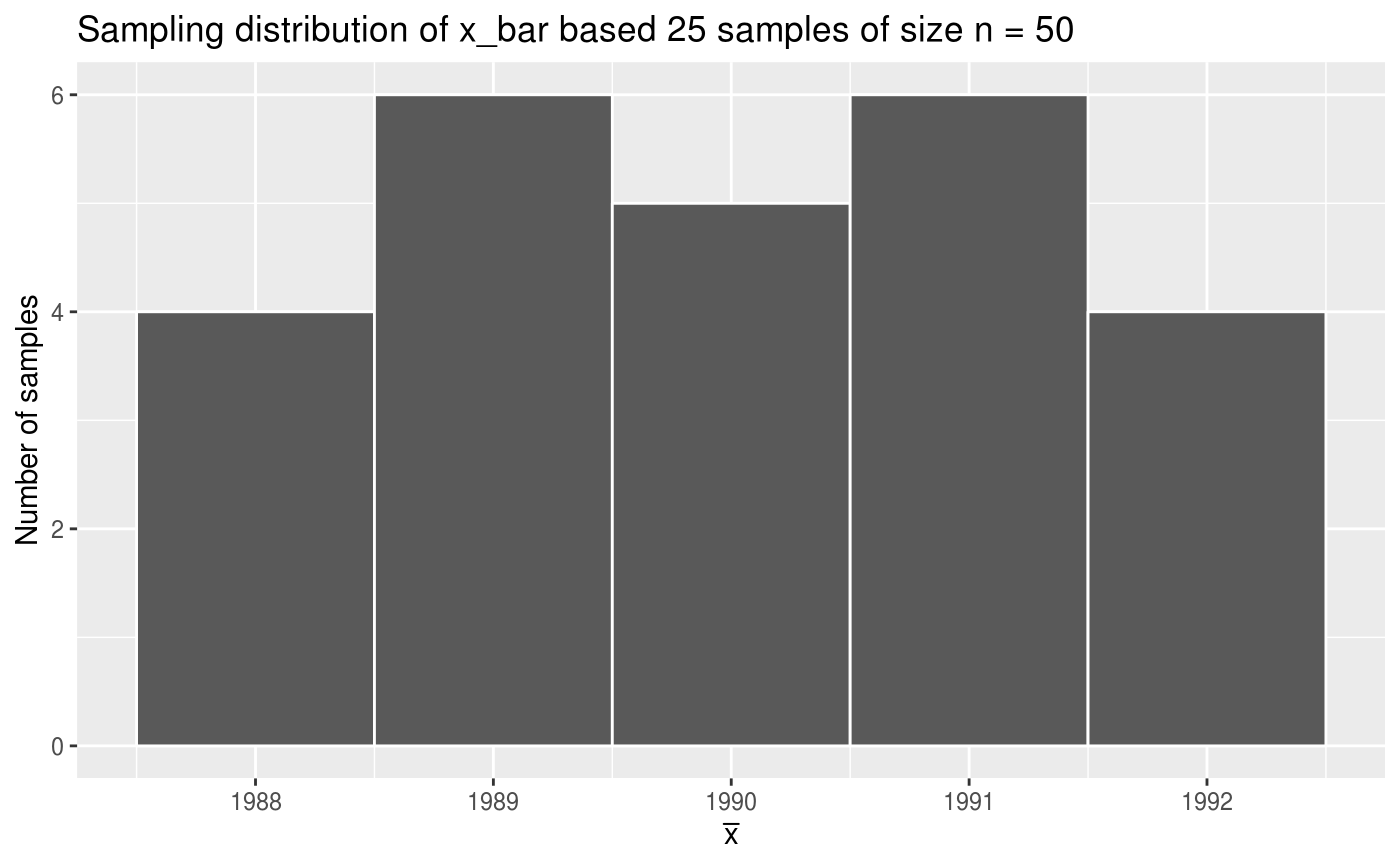 Sampling distribution of x_bar based 25 samples of size n = 50
6
4
2
0
Number of samples
1988 1989 1990 1991 1992
x̅